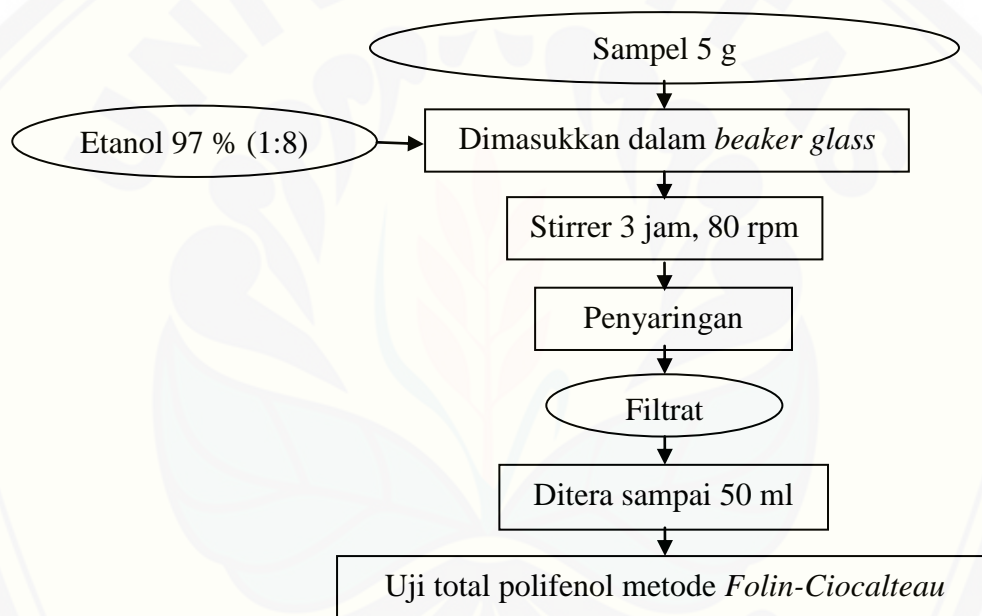 Sampel 5 g
Etanol 97 % (1:8)
Dimasukkan dalam beaker glass
Stirrer 3 jam, 80 rpm
Penyaringan
Filtrat
Ditera sampai 50 ml
Uji total polifenol metode Folin-Ciocalteau